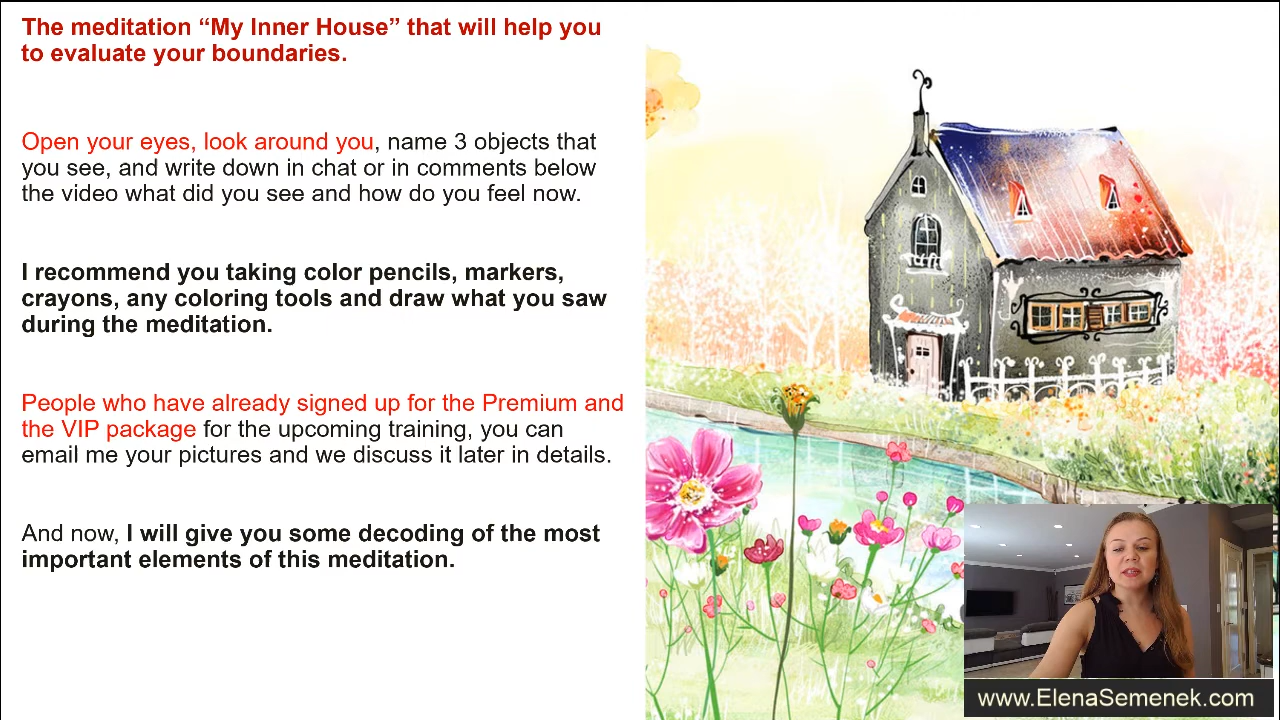 The meditation “My Inner House” that will help you
to evaluate your boundaries.
Open your eyes, look around you, name 3 objects that
you see, and write down in chat or in comments below
the video what did you see and how do you feel now.
I recommend you taking color pencils, markers,
crayons, any coloring tools and draw what you saw
during the meditation.
People who have already signed up for the Premium and
the VIP package for the upcoming training, you can
email me your pictures and we discuss it later in details.
And now, I will give you some decoding of the most
important elements of this meditation.
www.ElenaSemenek.com